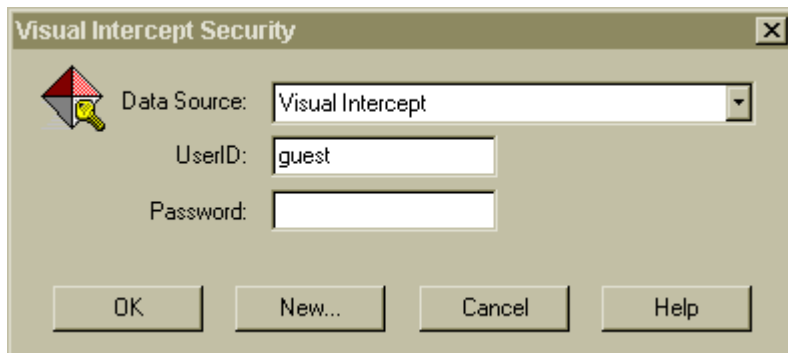 Visual Intercept Security
Data Source: Visual Intercept
UserID: guest
Password:
OK New... Cancel Help